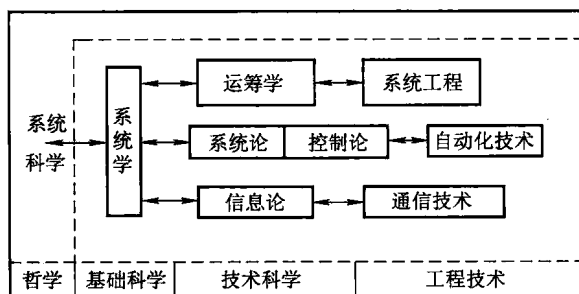 运筹学 系统工程
系统科学
系统学
系统论 控制论 自动化技术
信息论 通信技术
哲学 基础科学 技术科学 工程技术